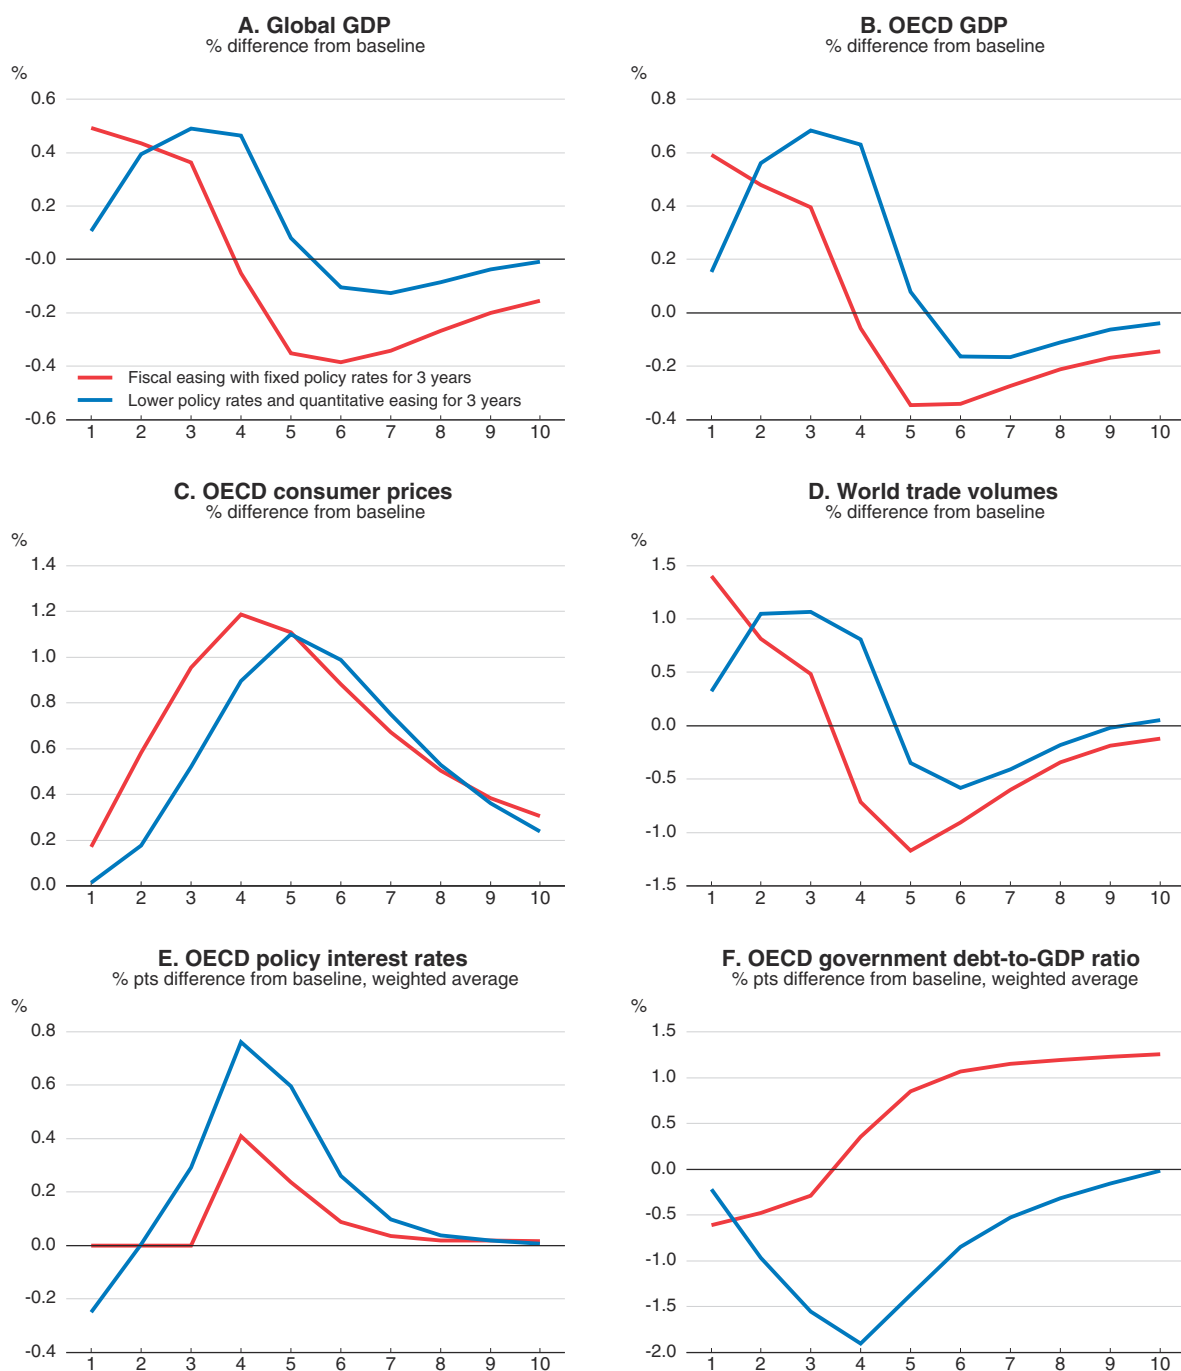 A. Global GDP
% difference from baseline
%
0.6
0.4
0.2
-0.0
-0.2
-0.4
-0.6
Fiscal easing with fixed policy rates for 3 years
Lower policy rates and quantitative easing for 3 years
1 2 3 4 5 6 7 8 9 10
B. OECD GDP
% difference from baseline
%
0.8
0.6
0.4
0.2
0.0
-0.2
-0.4
1 2 3 4 5 6 7 8 9 10
C. OECD consumer prices
% difference from baseline
%
1.4
1.2
1.0
0.8
0.6
0.4
0.2
0.0
1 2 3 4 5 6 7 8 9 10
D. World trade volumes
% difference from baseline
%
1.5
1.0
0.5
0.0
-0.5
-1.0
-1.5
1 2 3 4 5 6 7 8 9 10
E. OECD policy interest rates
% pts difference from baseline, weighted average
%
0.8
0.6
0.4
0.2
0.0
-0.2
-0.4
1 2 3 4 5 6 7 8 9 10
F. OECD government debt-to-GDP ratio
% pts difference from baseline, weighted average
%
1.5
1.0
0.5
0.0
-0.5
-1.0
-1.5
-2.0
1 2 3 4 5 6 7 8 9 10